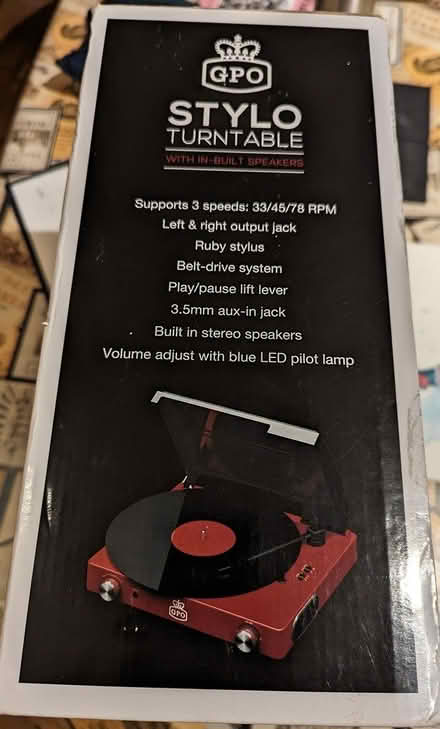 GPO
STYLO
TURNTABLE
WITH IN-BUILT SPEAKERS
Supports 3 speeds: 33/45/78 RPM
Left & right output jack
Ruby stylus
Belt-drive system
Play/pause lift lever
3.5mm aux-in jack
Built in stereo speakers
Volume adjust with blue LED pilot lamp
GPO